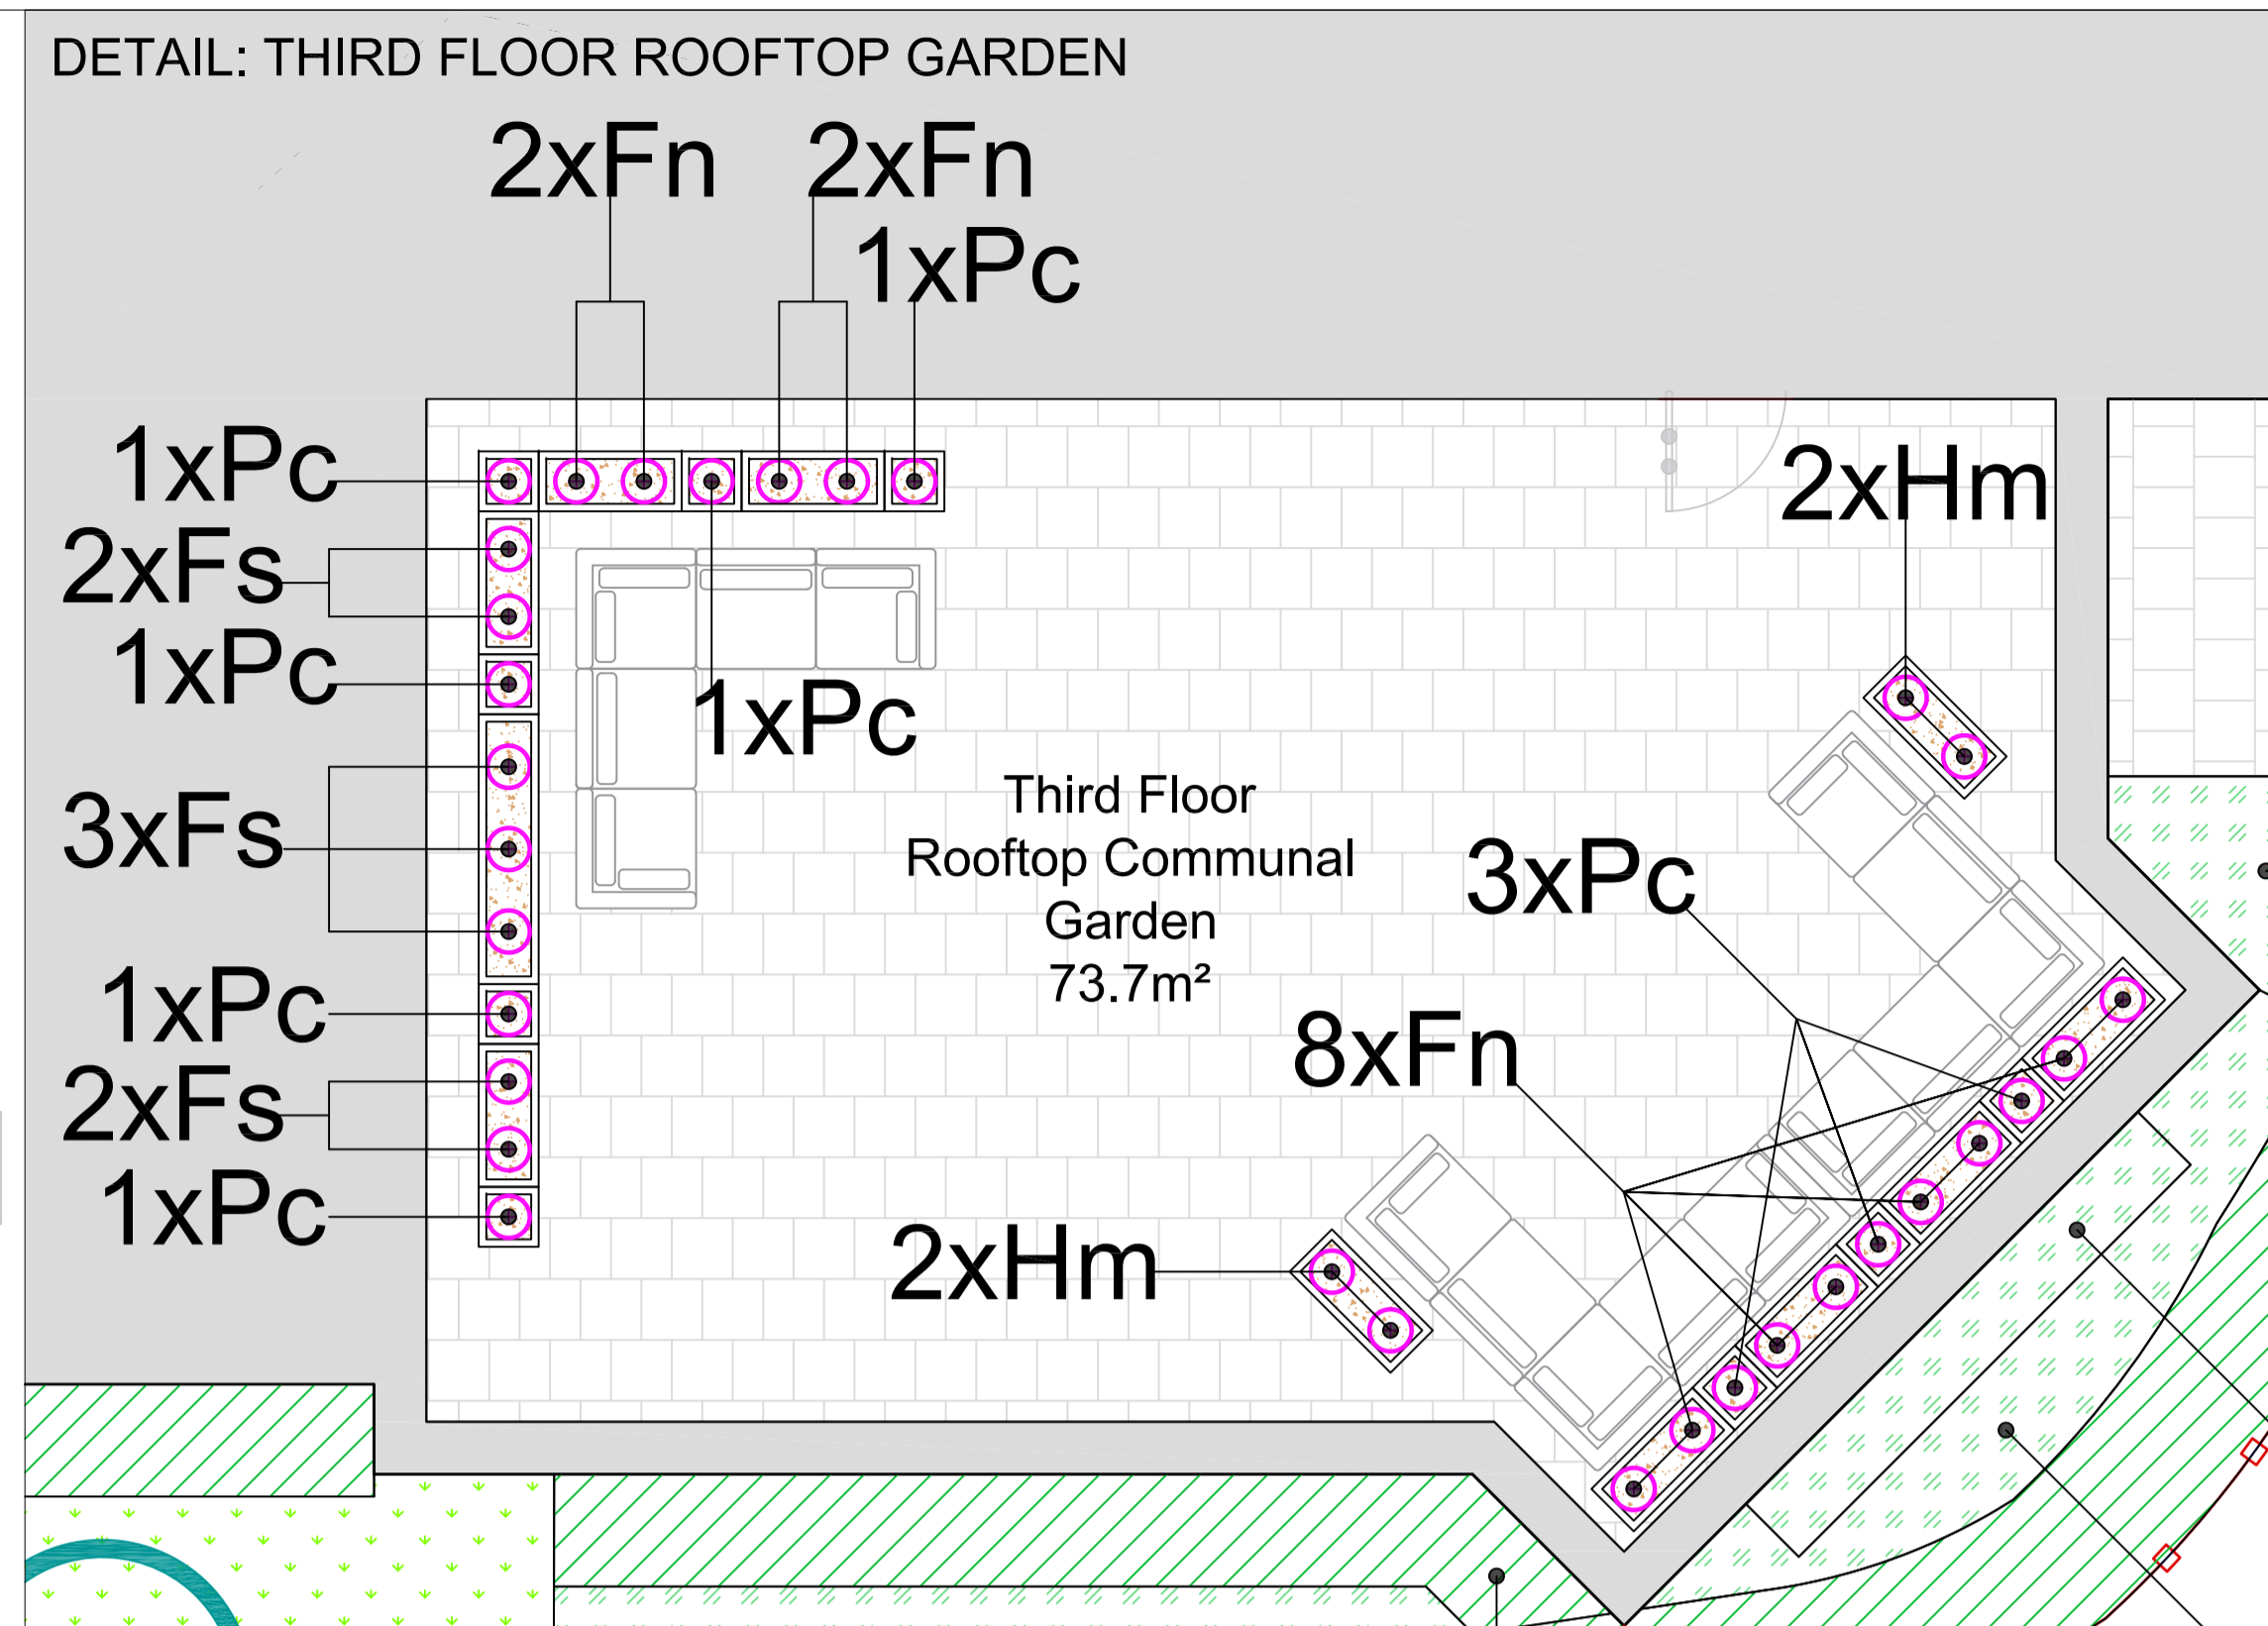 DETAIL: THIRD FLOOR ROOFTOP GARDEN
2xFn
2xFn
1xPc
1xPc
2xFs
1xPc
3xFs
1xPc
2xFs
1xPc
1xPc
Third Floor
Rooftop Communal
Garden
73.7m²
2xHm
3xPc
8xFn
2xHm